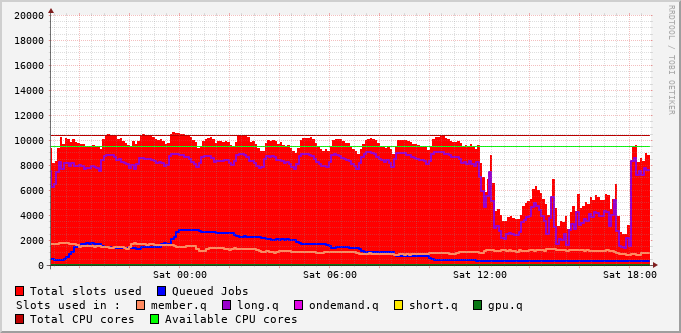 RRDTOOL / TOBI OETIKER
20000
18000
16000
14000
12000
10000
8000
6000
4000
2000
0
Sat 00:00 Sat 06:00 Sat 12:00 Sat 18:00
Total slots used Queued Jobs
Slots used in : member.q long.q ondemand.q short.q gpu.q
Total CPU cores Available CPU cores